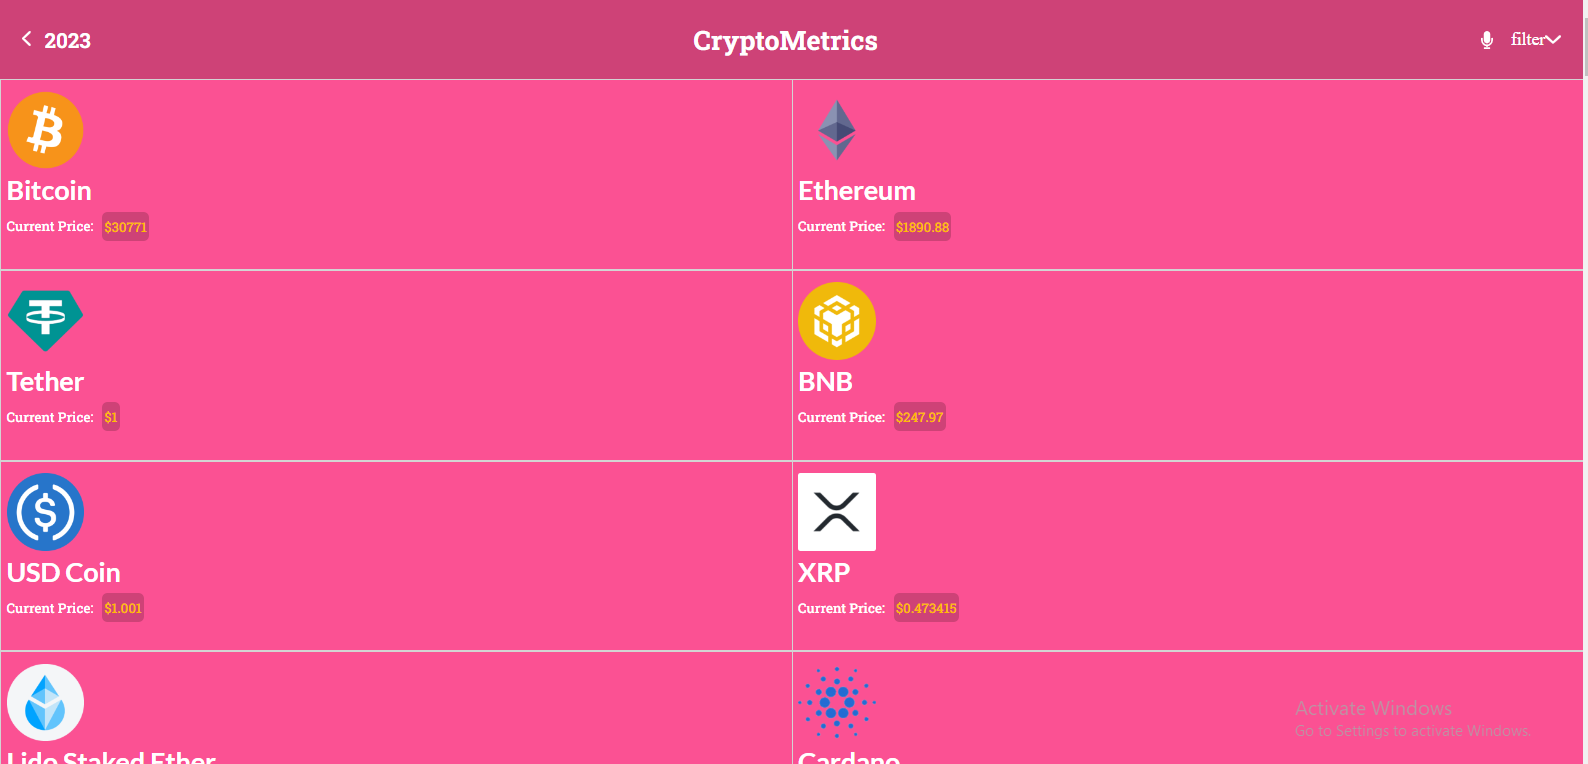 2023
CryptoMetrics
filter
Bitcoin
Current Price: $30771
Ethereum
Current Price: $1890.88
Tether
Current Price: $1
BNB
Current Price: $247.97
USD Coin
Current Price: $1.001
XRP
Current Price: $0.473415
Lido Staked Ether
Cardano
Activate Windows
Go to Settings to activate Windows.